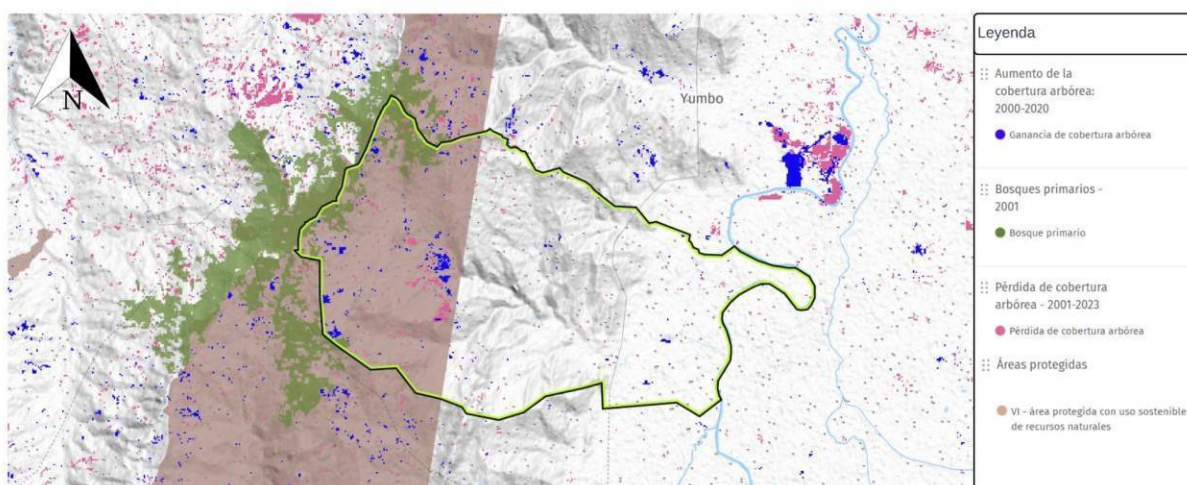 N
Yumbo
Leyenda
Aumento de la
cobertura arbórea:
2000-2020
Ganancia de cobertura arbórea
Bosques primarios -
2001
Bosque primario
Pérdida de cobertura
arbórea - 2001-2023
Pérdida de cobertura arbórea
Áreas protegidas
VI - área protegida con uso sostenible
de recursos naturales